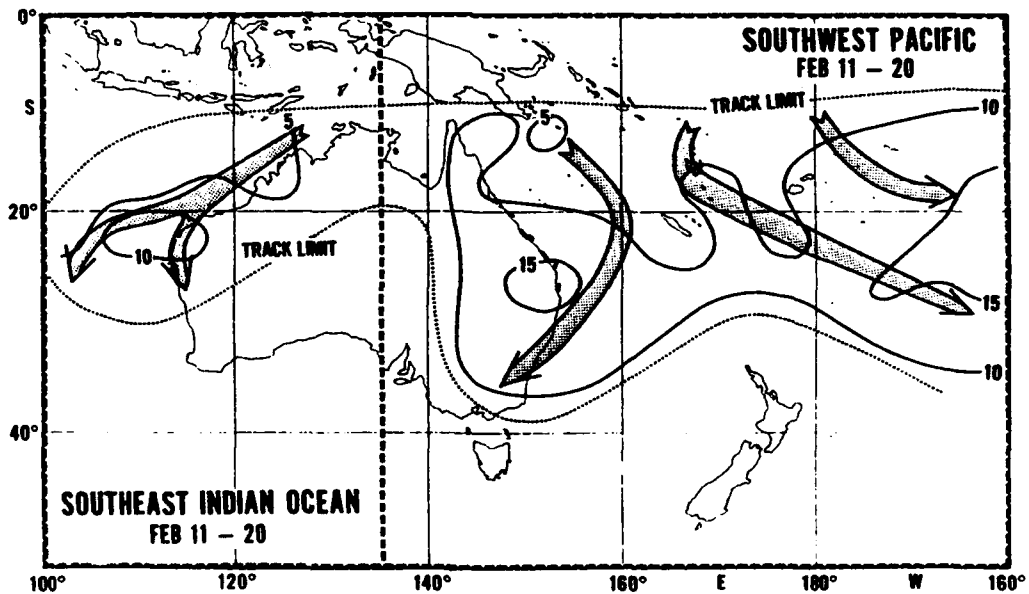 0°
SOUTHWEST PACIFIC
FEB 11 – 20
S
TRACK LIMIT
10
5
5
20°
TRACK LIMIT
10
15
15
10
40°
SOUTHEAST INDIAN OCEAN
FEB 11 – 20
100° 120° 140° 160° E 180° W 160°